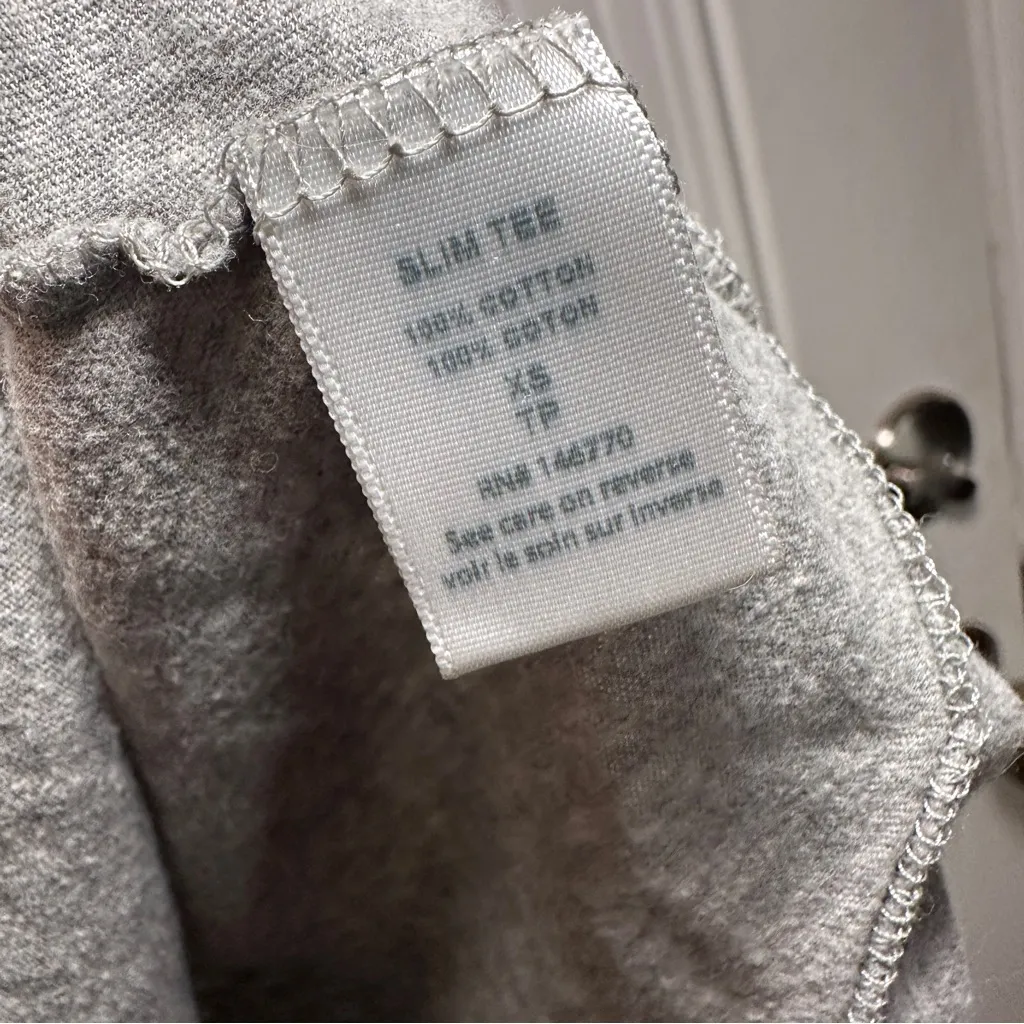 SLIM TEE
100% COTTON
100% COTON
XS
TP
RN# 146770
See care on reverse
voir le soin sur inverse